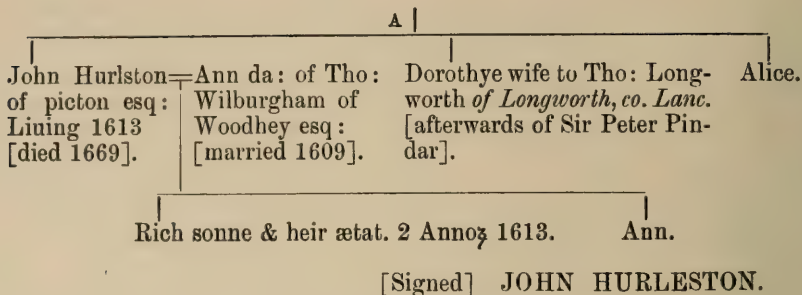 A
John Hurlston=Ann da: of Tho: Dorothye wife to Tho: Long- Alice.
of picton esq: Wilburgham of worth of Longworth, co. Lanc.
Liuing 1613 Woodhey esq: [afterwards of Sir Peter Pin-
[died 1669]. [married 1609]. dar].
Rich sonne & heir ætat. 2 Annoȝ 1613. Ann.
[Signed] JOHN HURLESTON.